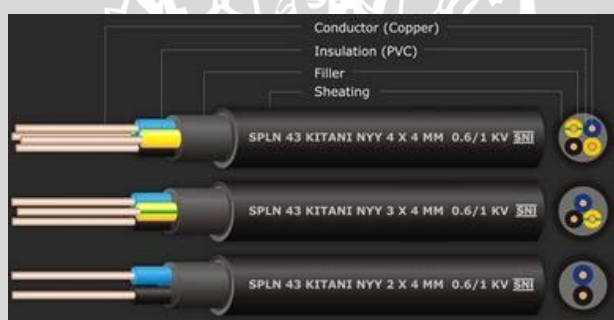 Conductor (Copper)
Insulation (PVC)
Filler
Sheating
SPLN 43 KITANI NYY 4 X 4 MM 0.6/1 KV SNI
SPLN 43 KITANI NYY 3 X 4 MM 0.6/1 KV SNI
SPLN 43 KITANI NYY 2 X 4 MM 0.6/1 KV SNI